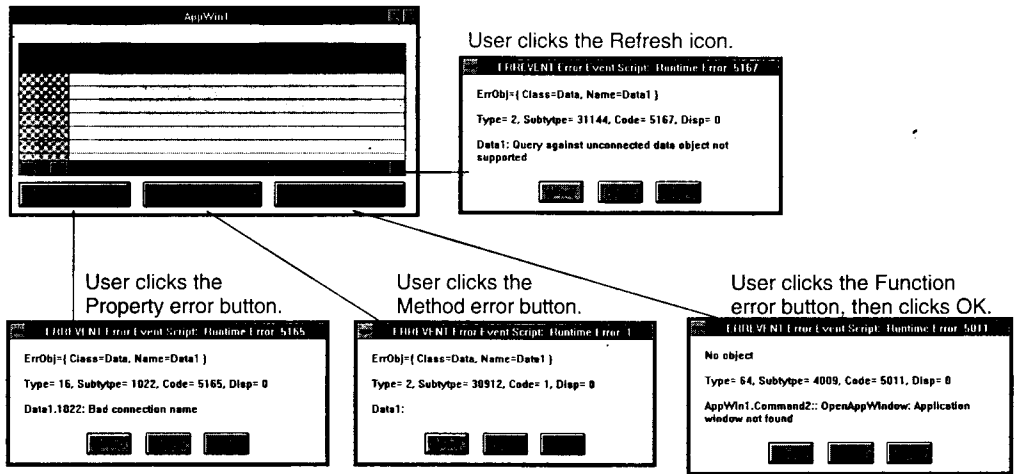 AppWin1
User clicks the Refresh icon.
ERREVENT Error Event Script: Runtime Error 5167
ErrObj={ Class=Data, Name=Data1 }
Type= 2, Subtytpe= 31144, Code= 5167, Disp= 0
Data1: Query against unconnected data object not
supported
User clicks the
Property error button.
User clicks the
Method error button.
User clicks the Function
error button, then clicks OK.
ERREVENT Error Event Script: Runtime Error 5165
ErrObj={ Class=Data, Name=Data1 }
Type= 16, Subtytpe= 1022, Code= 5165, Disp= 0
Data1.1022: Bad connection name
ERREVENT Error Event Script: Runtime Error 1
ErrObj={ Class=Data, Name=Data1 }
Type= 2, Subtytpe= 30912, Code= 1, Disp= 0
Data1:
ERREVENT Error Event Script: Runtime Error 5011
No object
Type= 64, Subtytpe= 4009, Code= 5011, Disp= 0
AppWin1.Command2:: OpenAppWindow: Application
window not found